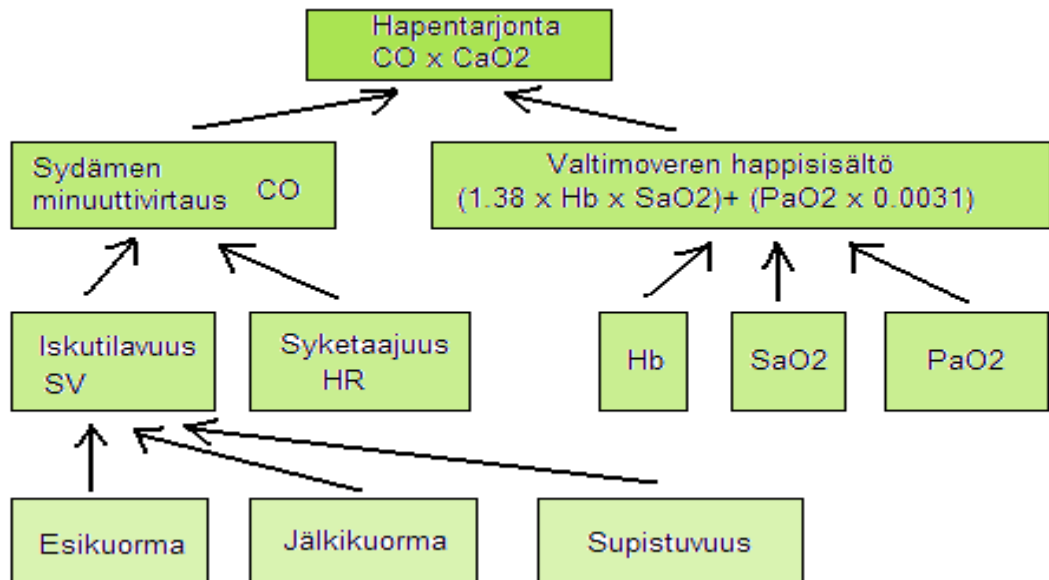 Hapentarjonta
CO x CaO2
Sydämen
minuuttivirtaus CO
Valtimoveren happisisältö
(1.38 x Hb x SaO2)+ (PaO2 x 0.0031)
Iskutilavuus
SV
Syketaajuus
HR
Hb
SaO2
PaO2
Esikuorma
Jälkikuorma
Supistuvuus